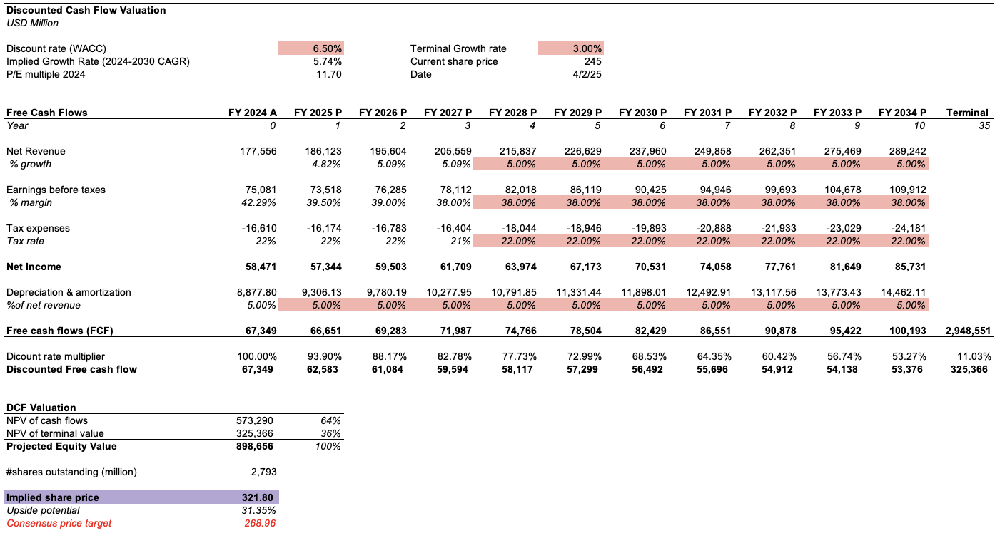 Discounted Cash Flow Valuation
USD Million
Discount rate (WACC) 6.50% Terminal Growth rate 3.00%
Implied Growth Rate (2024-2030 CAGR) 5.74% Current share price 245
P/E multiple 2024 11.70 Date 4/2/25
Free Cash Flows FY 2024 A FY 2025 P FY 2026 P FY 2027 P FY 2028 P FY 2029 P FY 2030 P FY 2031 P FY 2032 P FY 2033 P FY 2034 P Terminal
Year 0 1 2 3 4 5 6 7 8 9 10 35
Net Revenue 177,556 186,123 195,604 205,559 215,837 226,629 237,960 249,858 262,351 275,469 289,242
% growth 4.82% 5.09% 5.09% 5.00% 5.00% 5.00% 5.00% 5.00% 5.00% 5.00%
Earnings before taxes 75,081 73,518 76,285 78,112 82,018 86,119 90,425 94,946 99,693 104,678 109,912
% margin 42.29% 39.50% 39.00% 38.00% 38.00% 38.00% 38.00% 38.00% 38.00% 38.00% 38.00%
Tax expenses -16,610 -16,174 -16,783 -16,404 -18,044 -18,946 -19,893 -20,888 -21,933 -23,029 -24,181
Tax rate 22% 22% 22% 21% 22.00% 22.00% 22.00% 22.00% 22.00% 22.00% 22.00%
Net Income 58,471 57,344 59,503 61,709 63,974 67,173 70,531 74,058 77,761 81,649 85,731
Depreciation & amortization 8,877.80 9,306.13 9,780.19 10,277.95 10,791.85 11,331.44 11,898.01 12,492.91 13,117.56 13,773.43 14,462.11
%of net revenue 5.00% 5.00% 5.00% 5.00% 5.00% 5.00% 5.00% 5.00% 5.00% 5.00% 5.00%
Free cash flows (FCF) 67,349 66,651 69,283 71,987 74,766 78,504 82,429 86,551 90,878 95,422 100,193 2,948,551
Dicount rate multiplier 100.00% 93.90% 88.17% 82.78% 77.73% 72.99% 68.53% 64.35% 60.42% 56.74% 53.27% 11.03%
Discounted Free cash flow 67,349 62,583 61,084 59,594 58,117 57,299 56,492 55,696 54,912 54,138 53,376 325,366
DCF Valuation
NPV of cash flows 573,290 64%
NPV of terminal value 325,366 36%
Projected Equity Value 898,656 100%
#shares outstanding (million) 2,793
Implied share price 321.80
Upside potential 31.35%
Consensus price target 268.96